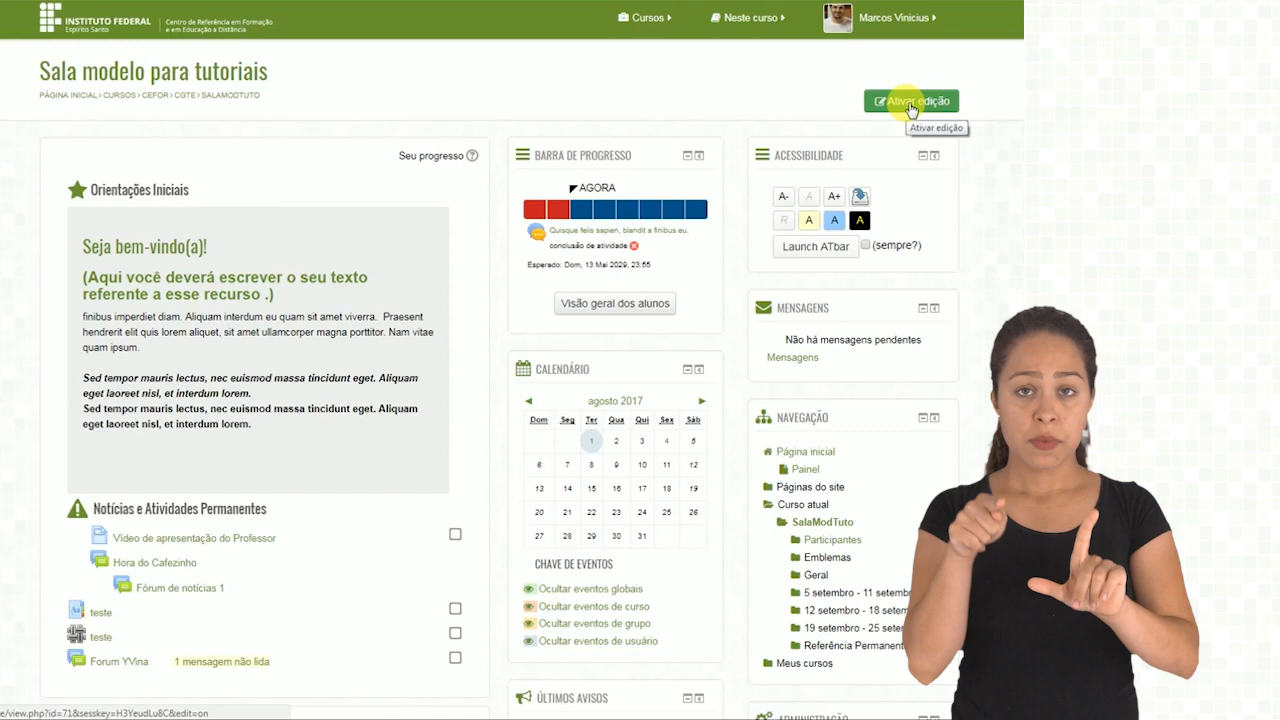 INSTITUTO FEDERAL
Espírito Santo
Centro de Referência em Formação
e em Educação a Distância
Cursos
Neste curso
Marcos Vinicius
Sala modelo para tutoriais
PÁGINA INICIAL › CURSOS › CEFOR › CGTE › SALAMODTUTO
Ativar edição
Ativar edição
Seu progresso
Orientações Iniciais
Seja bem-vindo(a)!
(Aqui você deverá escrever o seu texto
referente a esse recurso .)
finibus imperdiet diam. Aliquam interdum eu quam sit amet viverra. Praesent
hendrerit elit quis lorem aliquet, sit amet ullamcorper magna porttitor. Nam vitae
quam ipsum.
Sed tempor mauris lectus, nec euismod massa tincidunt eget. Aliquam
eget laoreet nisl, et interdum lorem.
Sed tempor mauris lectus, nec euismod massa tincidunt eget. Aliquam
eget laoreet nisl, et interdum lorem.
Notícias e Atividades Permanentes
Vídeo de apresentação do Professor
Hora do Cafezinho
Fórum de notícias 1
teste
teste
Forum YVina 1 mensagem não lida
BARRA DE PROGRESSO
AGORA
Quisque felis sapien, blandit a finibus eu.
conclusão de atividade
Esperado: Dom, 13 Mai 2029, 23:55
Visão geral dos alunos
CALENDÁRIO
agosto 2017
Dom Seg Ter Qua Qui Sex Sáb
1 2 3 4 5
6 7 8 9 10 11 12
13 14 15 16 17 18 19
20 21 22 23 24 25 26
27 28 29 30 31
CHAVE DE EVENTOS
Ocultar eventos globais
Ocultar eventos de curso
Ocultar eventos de grupo
Ocultar eventos de usuário
ÚLTIMOS AVISOS
ACESSIBILIDADE
A- A A+
R A A A
Launch ATbar (sempre?)
MENSAGENS
Não há mensagens pendentes
Mensagens
NAVEGAÇÃO
Página inicial
Painel
Páginas do site
Curso atual
SalaModTuto
Participantes
Emblemas
Geral
5 setembro - 11 setemb
12 setembro - 18 setem
19 setembro - 25 sete
Referência Permanent
Meus cursos
ADMINISTRAÇÃO
e/view.php?id=71&sesskey=H3YeudLu8C&edit=on